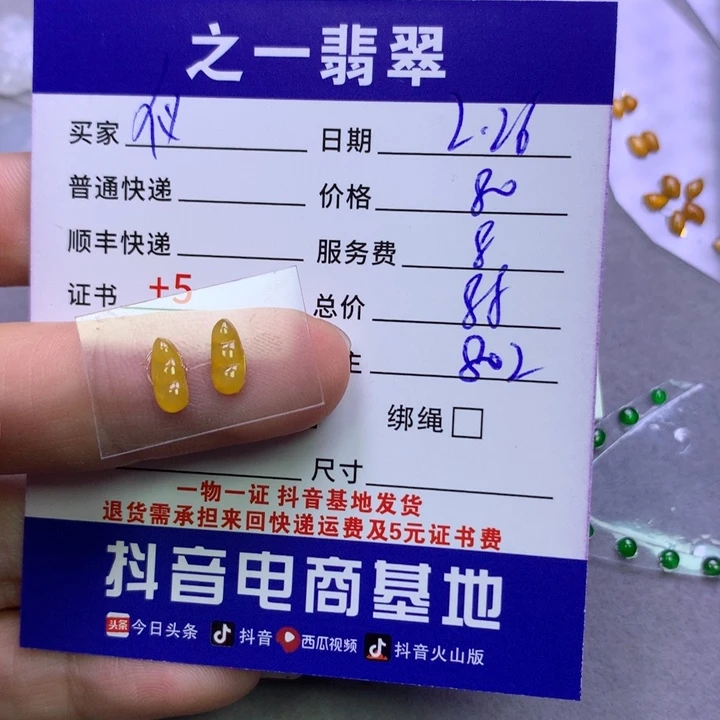 之一翡翠
买家 仪 日期 2.26
普通快递 价格 80
顺丰快递 服务费 8
证书 +5 总价 88
主 802
绑绳
尺寸
一物一证 抖音基地发货
退货需承担来回快递运费及5元证书费
抖音电商基地
头条 今日头条 抖音 西瓜视频 抖音火山版